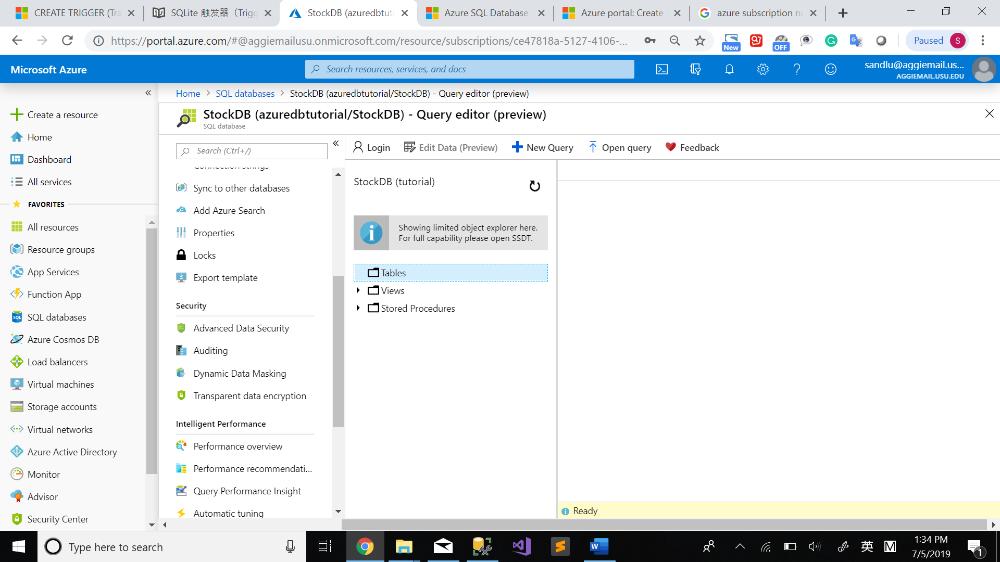 CREATE TRIGGER (Tra
SQLite 触发器（Trigg
StockDB (azuredbtuto
Azure SQL Database
Azure portal: Create
azure subscription no
https://portal.azure.com/#@aggiemailusu.onmicrosoft.com/resource/subscriptions/ce47818a-5127-4106-...
New
OFF
Paused
S
Microsoft Azure
Search resources, services, and docs
sandlu@aggiemail.us...
AGGIEMAIL.USU.EDU
Create a resource
Home
Dashboard
All services
FAVORITES
All resources
Resource groups
App Services
Function App
SQL databases
Azure Cosmos DB
Load balancers
Virtual machines
Storage accounts
Virtual networks
Azure Active Directory
Monitor
Advisor
Security Center
Home > SQL databases > StockDB (azuredbtutorial/StockDB) - Query editor (preview)
StockDB (azuredbtutorial/StockDB) - Query editor (preview)
SQL database
Search (Ctrl+/)
Connection strings
Sync to other databases
Add Azure Search
Properties
Locks
Export template
Security
Advanced Data Security
Auditing
Dynamic Data Masking
Transparent data encryption
Intelligent Performance
Performance overview
Performance recommendati...
Query Performance Insight
Automatic tuning
Login
Edit Data (Preview)
New Query
Open query
Feedback
StockDB (tutorial)
Showing limited object explorer here.
For full capability please open SSDT.
Tables
Views
Stored Procedures
Ready
Type here to search
英
M
1:34 PM
7/5/2019
1